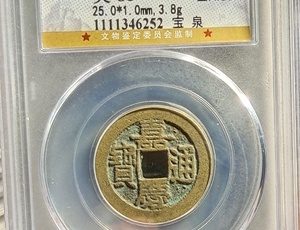 25.0*1.0mm,3.8g
1111346252 宝泉
★★★ 文物鉴定委员会监制 ★★★
嘉慶通寶